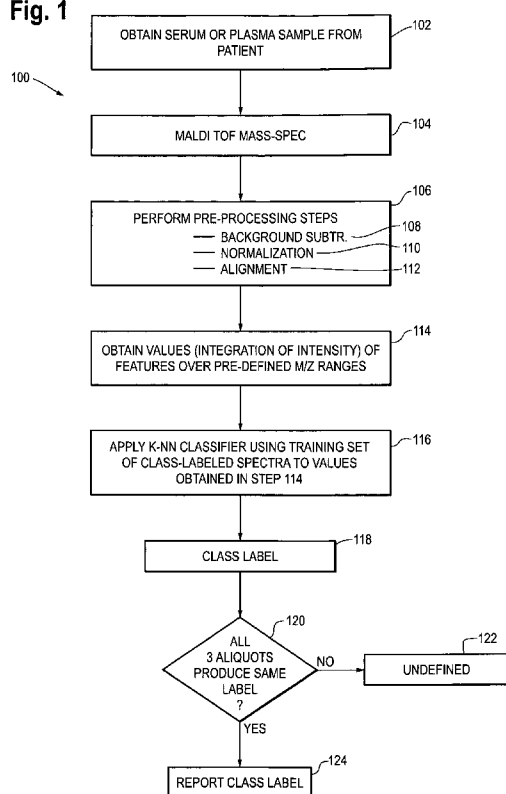 Fig. 1
100
OBTAIN SERUM OR PLASMA SAMPLE FROM
PATIENT
102
MALDI TOF MASS-SPEC
104
106
PERFORM PRE-PROCESSING STEPS
— BACKGROUND SUBTR.
108
— NORMALIZATION
110
— ALIGNMENT
112
OBTAIN VALUES (INTEGRATION OF INTENSITY) OF
FEATURES OVER PRE-DEFINED M/Z RANGES
114
APPLY K-NN CLASSIFIER USING TRAINING SET
OF CLASS-LABELED SPECTRA TO VALUES
OBTAINED IN STEP 114
116
CLASS LABEL
118
120
ALL
3 ALIQUOTS
PRODUCE SAME
LABEL
?
NO
122
UNDEFINED
YES
124
REPORT CLASS LABEL